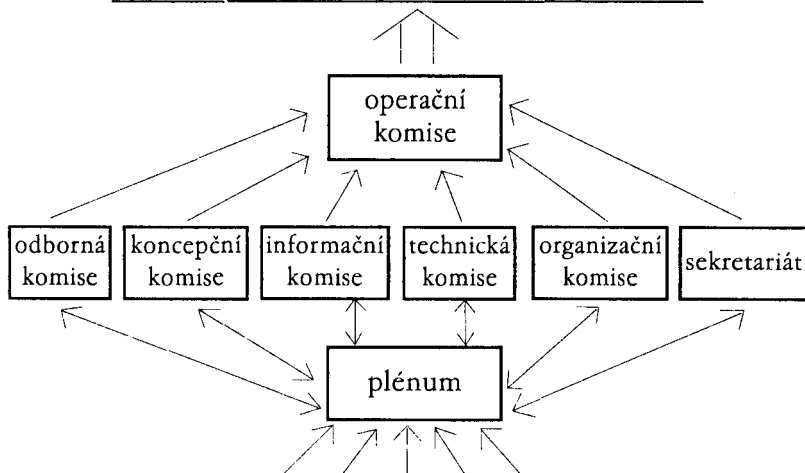 operační
komise
odborná
komise
koncepční
komise
informační
komise
technická
komise
organizační
komise
sekretariát
plénum